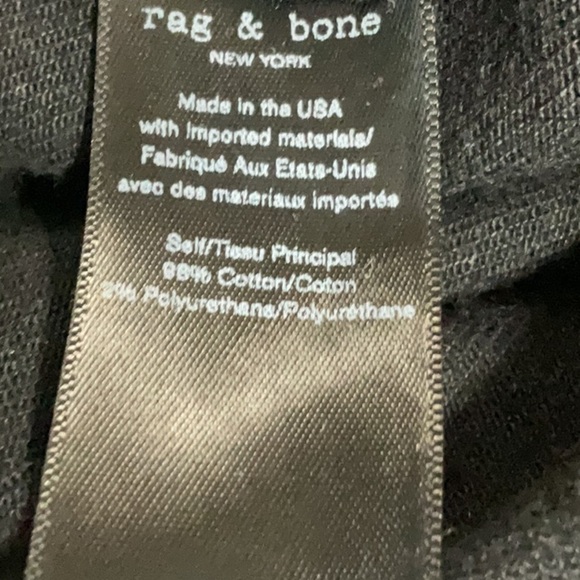 rag & bone
NEW YORK
Made in the USA
with imported materials/
Fabriqué Aux Etats-Unis
avec des materiaux importés
Self/Tissu Principal
98% Cotton/Coton
2% Polyurethane/Polyuréthane